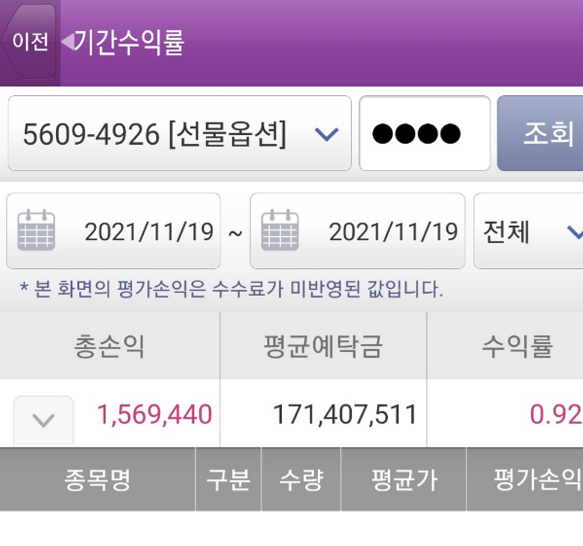 이전
기간수익률
5609-4926 [선물옵션] ●●●● 조회
2021/11/19 ~ 2021/11/19 전체
* 본 화면의 평가손익은 수수료가 미반영된 값입니다.
총손익 평균예탁금 수익률
1,569,440 171,407,511 0.92
종목명 구분 수량 평균가 평가손익